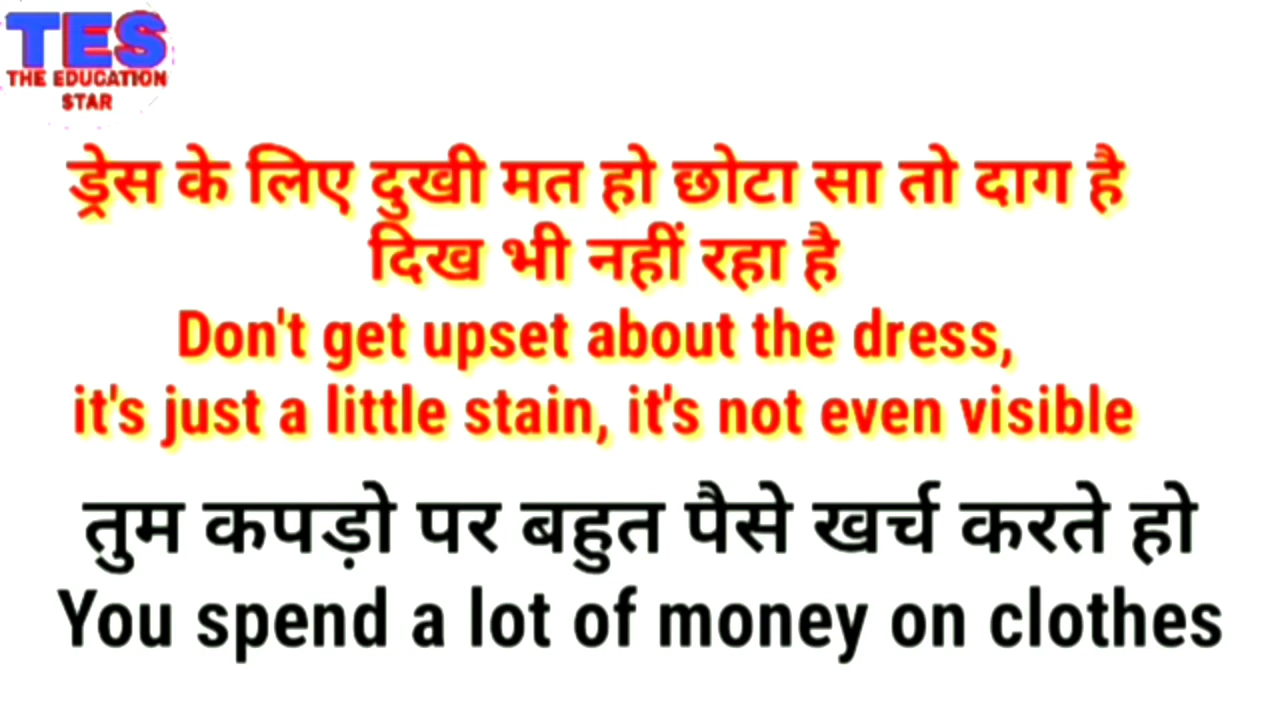 TES
THE EDUCATION
STAR
ड्रेस के लिए दुखी मत हो छोटा सा तो दाग है
दिख भी नहीं रहा है
Don't get upset about the dress,
it's just a little stain, it's not even visible
तुम कपड़ो पर बहुत पैसे खर्च करते हो
You spend a lot of money on clothes